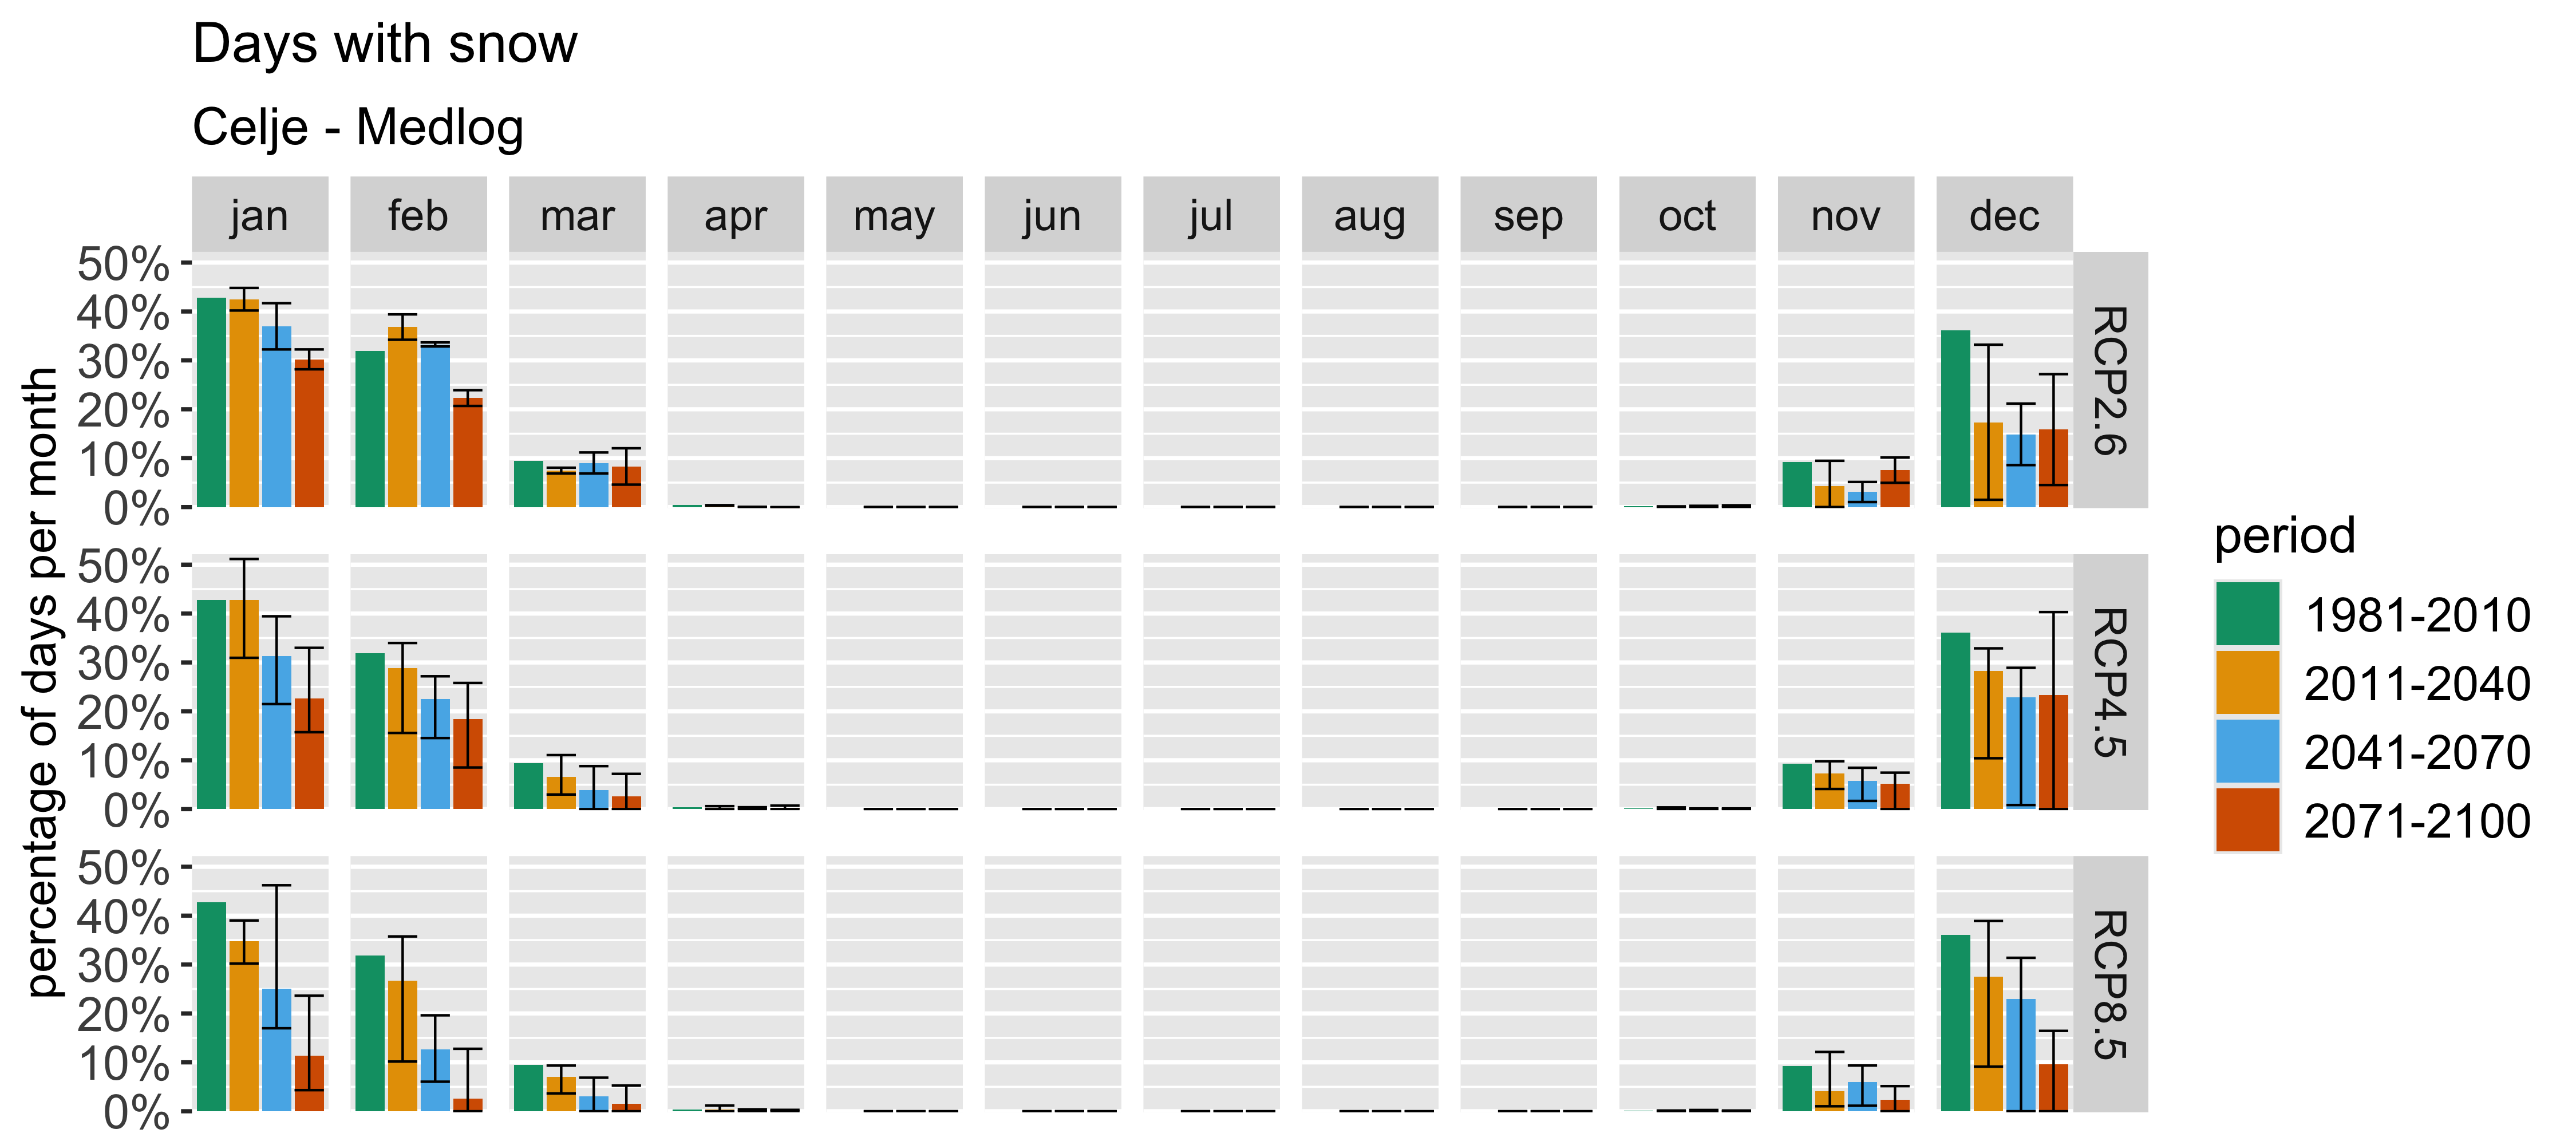 Days with snow
Celje - Medlog
jan feb mar apr may jun jul aug sep oct nov dec
percentage of days per month
50%
40%
30%
20%
10%
0%
RCP2.6
50%
40%
30%
20%
10%
0%
RCP4.5
50%
40%
30%
20%
10%
0%
RCP8.5
period
1981-2010
2011-2040
2041-2070
2071-2100